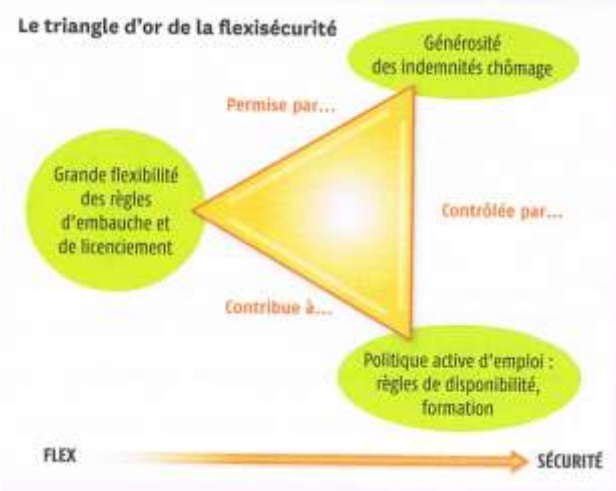 Le triangle d'or de la flexisécurité
Générosité
des indemnités chômage
Permise par...
Grande flexibilité
des règles
d'embauche et
de licenciement
Contrôlée par...
Contribue à...
Politique active d'emploi :
règles de disponibilité,
formation
FLEX
SÉCURITÉ